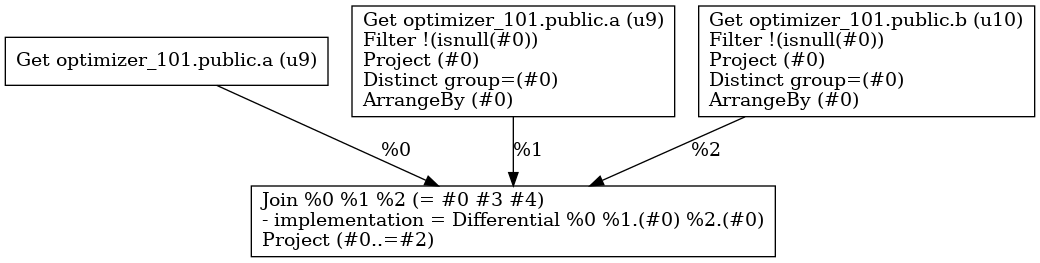 Get optimizer_101.public.a (u9)
Get optimizer_101.public.a (u9)
Filter !(isnull(#0))
Project (#0)
Distinct group=(#0)
ArrangeBy (#0)
Get optimizer_101.public.b (u10)
Filter !(isnull(#0))
Project (#0)
Distinct group=(#0)
ArrangeBy (#0)
%0
%1
%2
Join %0 %1 %2 (= #0 #3 #4)
- implementation = Differential %0 %1.(#0) %2.(#0)
Project (#0..=#2)